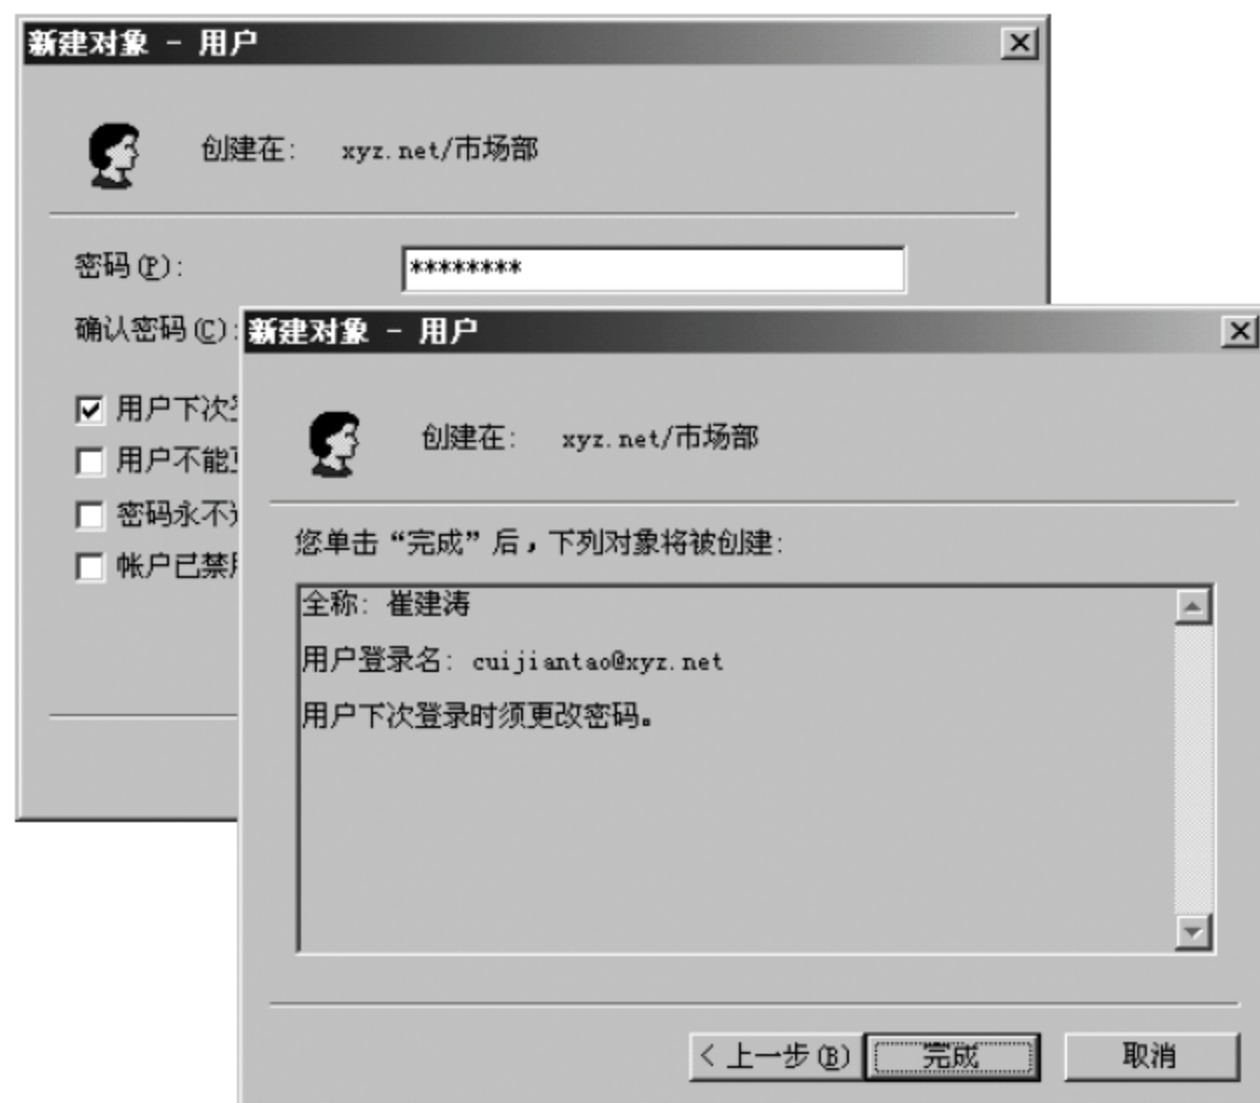 新建对象 - 用户
创建在: xyz.net/市场部
密码(P): ********
确认密码(C):
用户下次
用户不能
密码永不
帐户已禁
新建对象 - 用户
创建在: xyz.net/市场部
您单击“完成”后，下列对象将被创建:
全称: 崔建涛
用户登录名: cuijiantao@xyz.net
用户下次登录时须更改密码。
< 上一步(B) 完成 取消